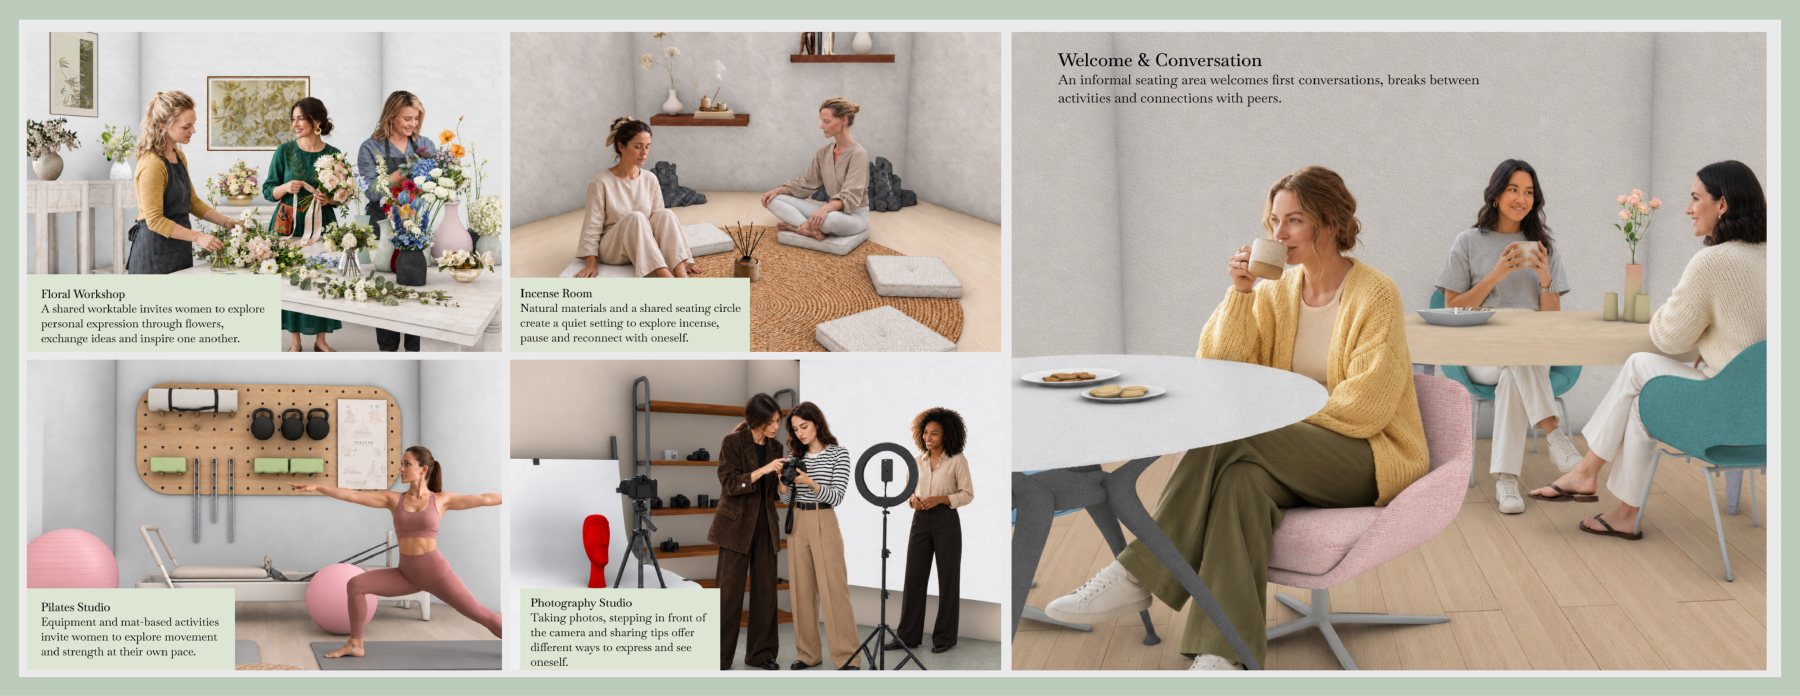 Floral Workshop
A shared worktable invites women to explore
personal expression through flowers,
exchange ideas and inspire one another.
Incense Room
Natural materials and a shared seating circle
create a quiet setting to explore incense,
pause and reconnect with oneself.
Welcome & Conversation
An informal seating area welcomes first conversations, breaks between
activities and connections with peers.
PILATES
Pilates Studio
Equipment and mat-based activities
invite women to explore movement
and strength at their own pace.
Photography Studio
Taking photos, stepping in front of
the camera and sharing tips offer
different ways to express and see
oneself.